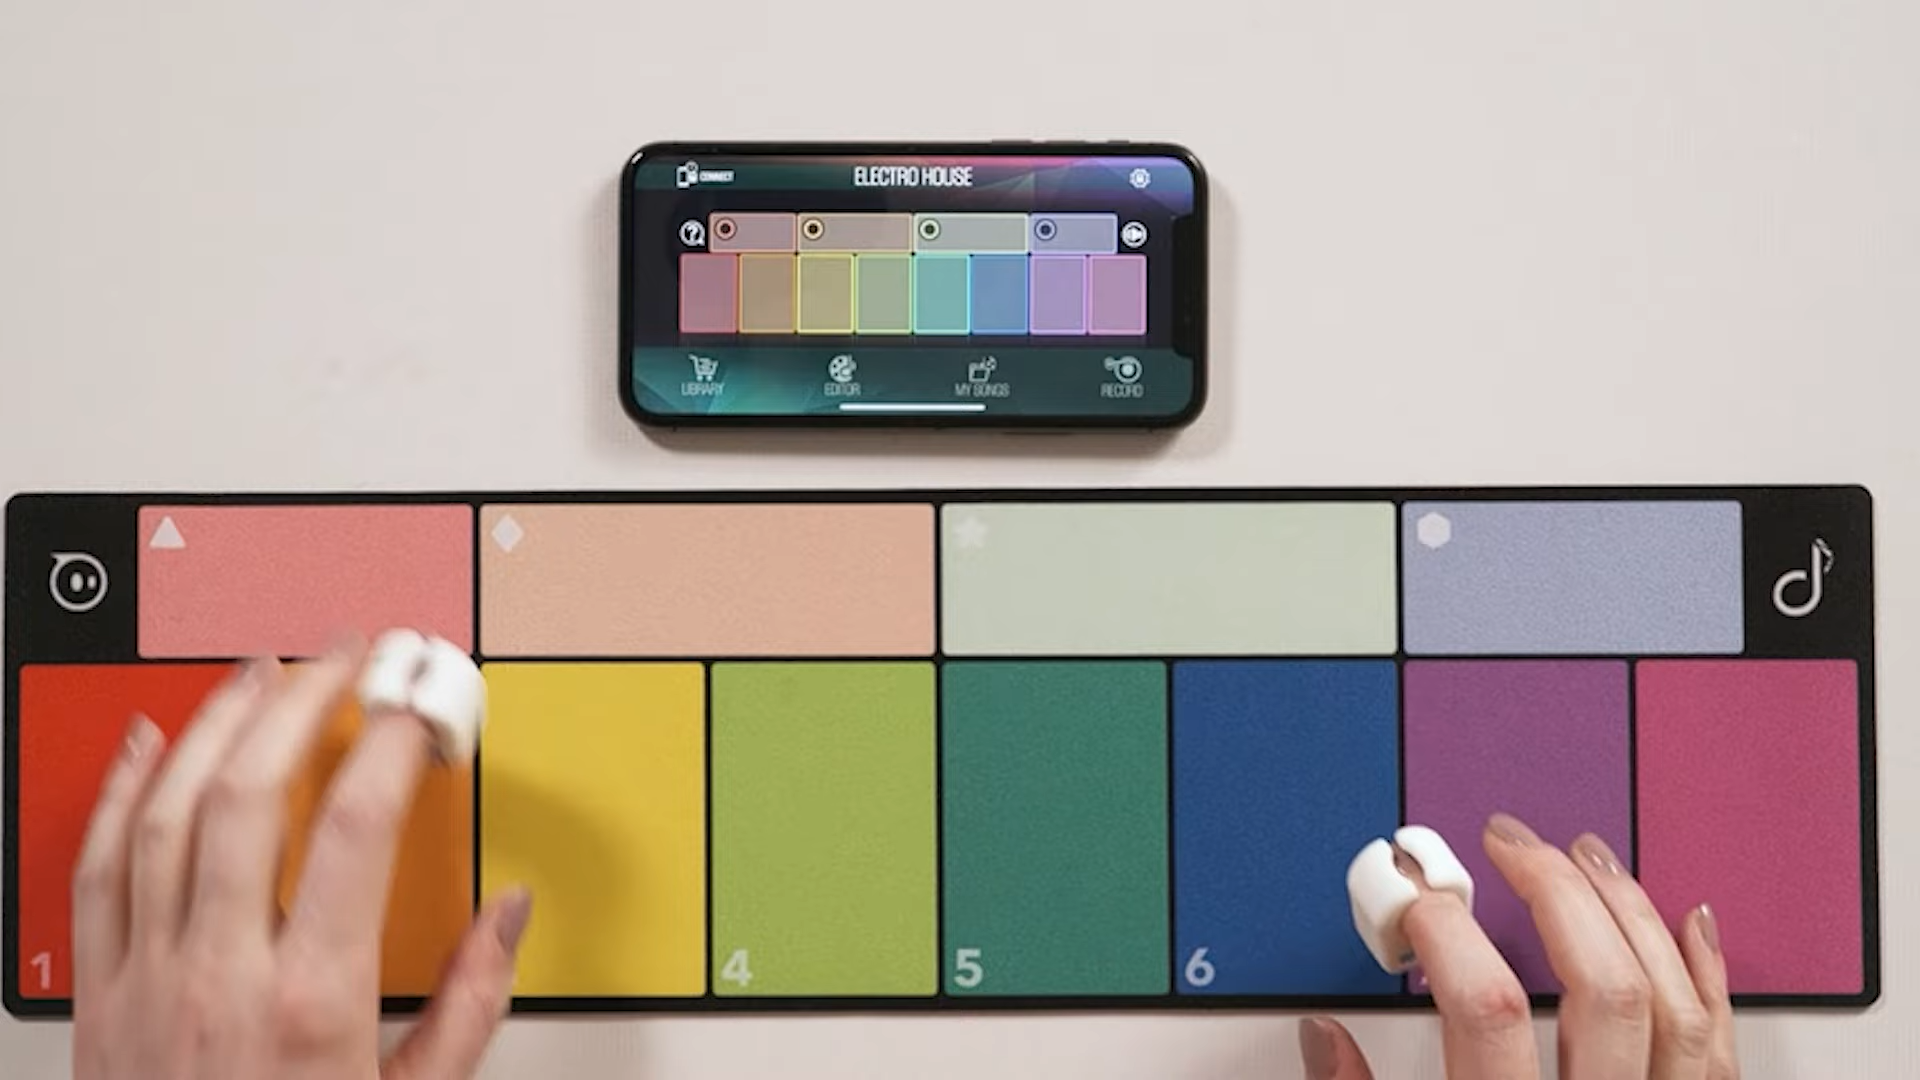 CONNECT
ELECTRO HOUSE
LIBRARY
EDITOR
MY SONGS
RECORD
1
4
5
6